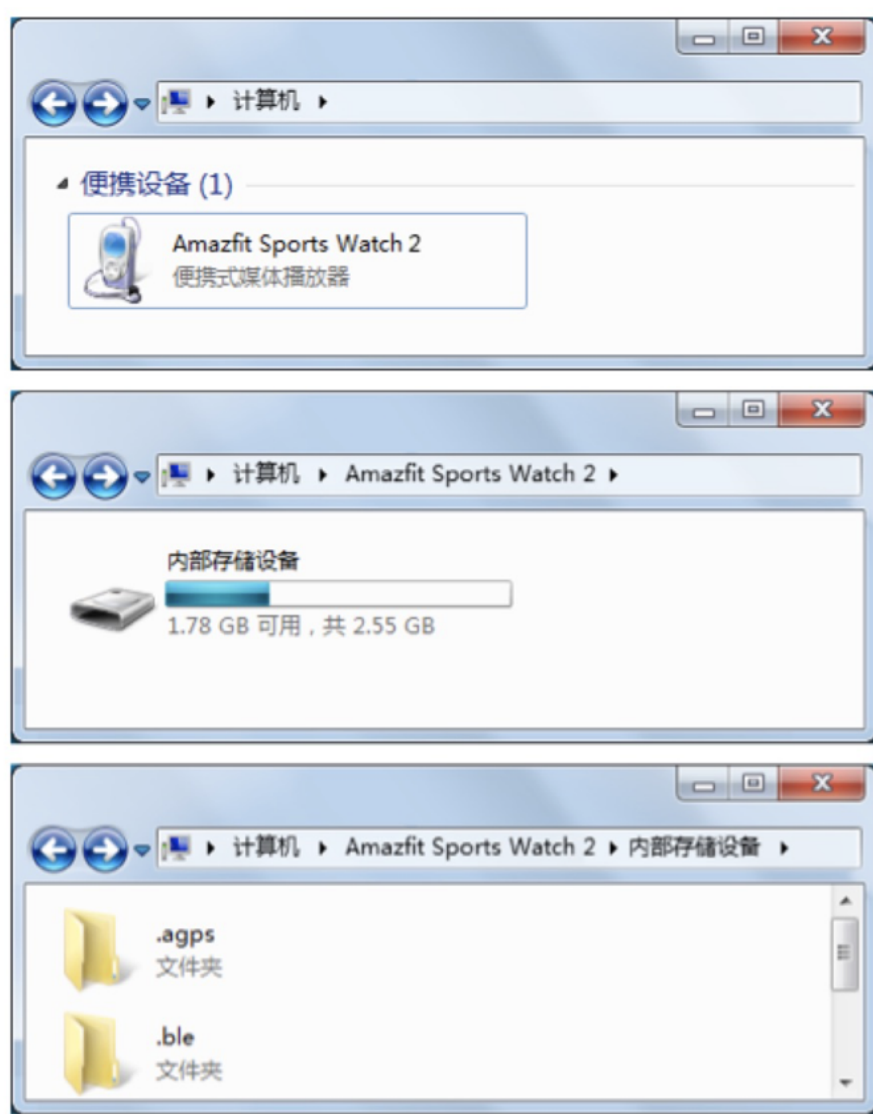 计算机
便携设备 (1)
Amazfit Sports Watch 2
便携式媒体播放器
计算机 Amazfit Sports Watch 2
内部存储设备
1.78 GB 可用，共 2.55 GB
计算机 Amazfit Sports Watch 2 内部存储设备
.agps
文件夹
.ble
文件夹